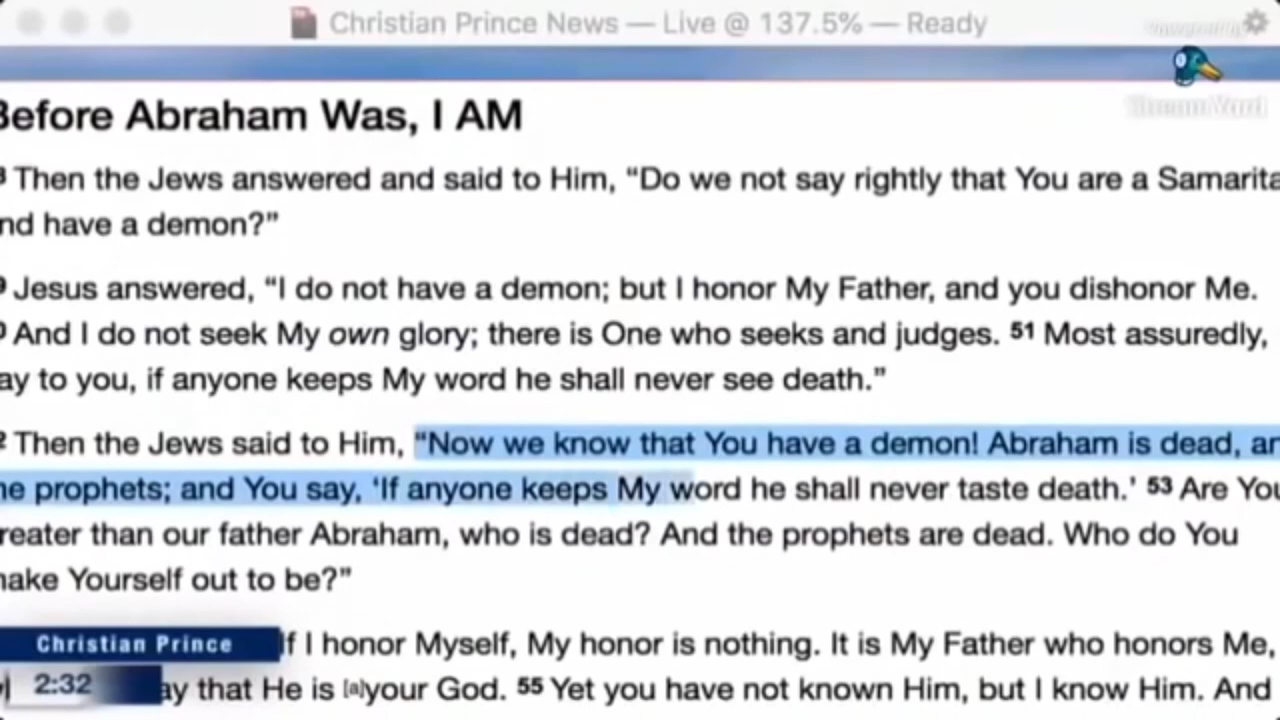 Christian Prince News — Live @ 137.5% — Ready
Before Abraham Was, I AM
Then the Jews answered and said to Him, “Do we not say rightly that You are a Samarita
nd have a demon?”
Jesus answered, “I do not have a demon; but I honor My Father, and you dishonor Me.
And I do not seek My own glory; there is One who seeks and judges. 51 Most assuredly,
ay to you, if anyone keeps My word he shall never see death.”
2 Then the Jews said to Him, “Now we know that You have a demon! Abraham is dead, an
he prophets; and You say, ‘If anyone keeps My word he shall never taste death.’ 53 Are You
reater than our father Abraham, who is dead? And the prophets are dead. Who do You
nake Yourself out to be?”
Christian Prince
If I honor Myself, My honor is nothing. It is My Father who honors Me,
2:32
ay that He is [a]your God. 55 Yet you have not known Him, but I know Him. And